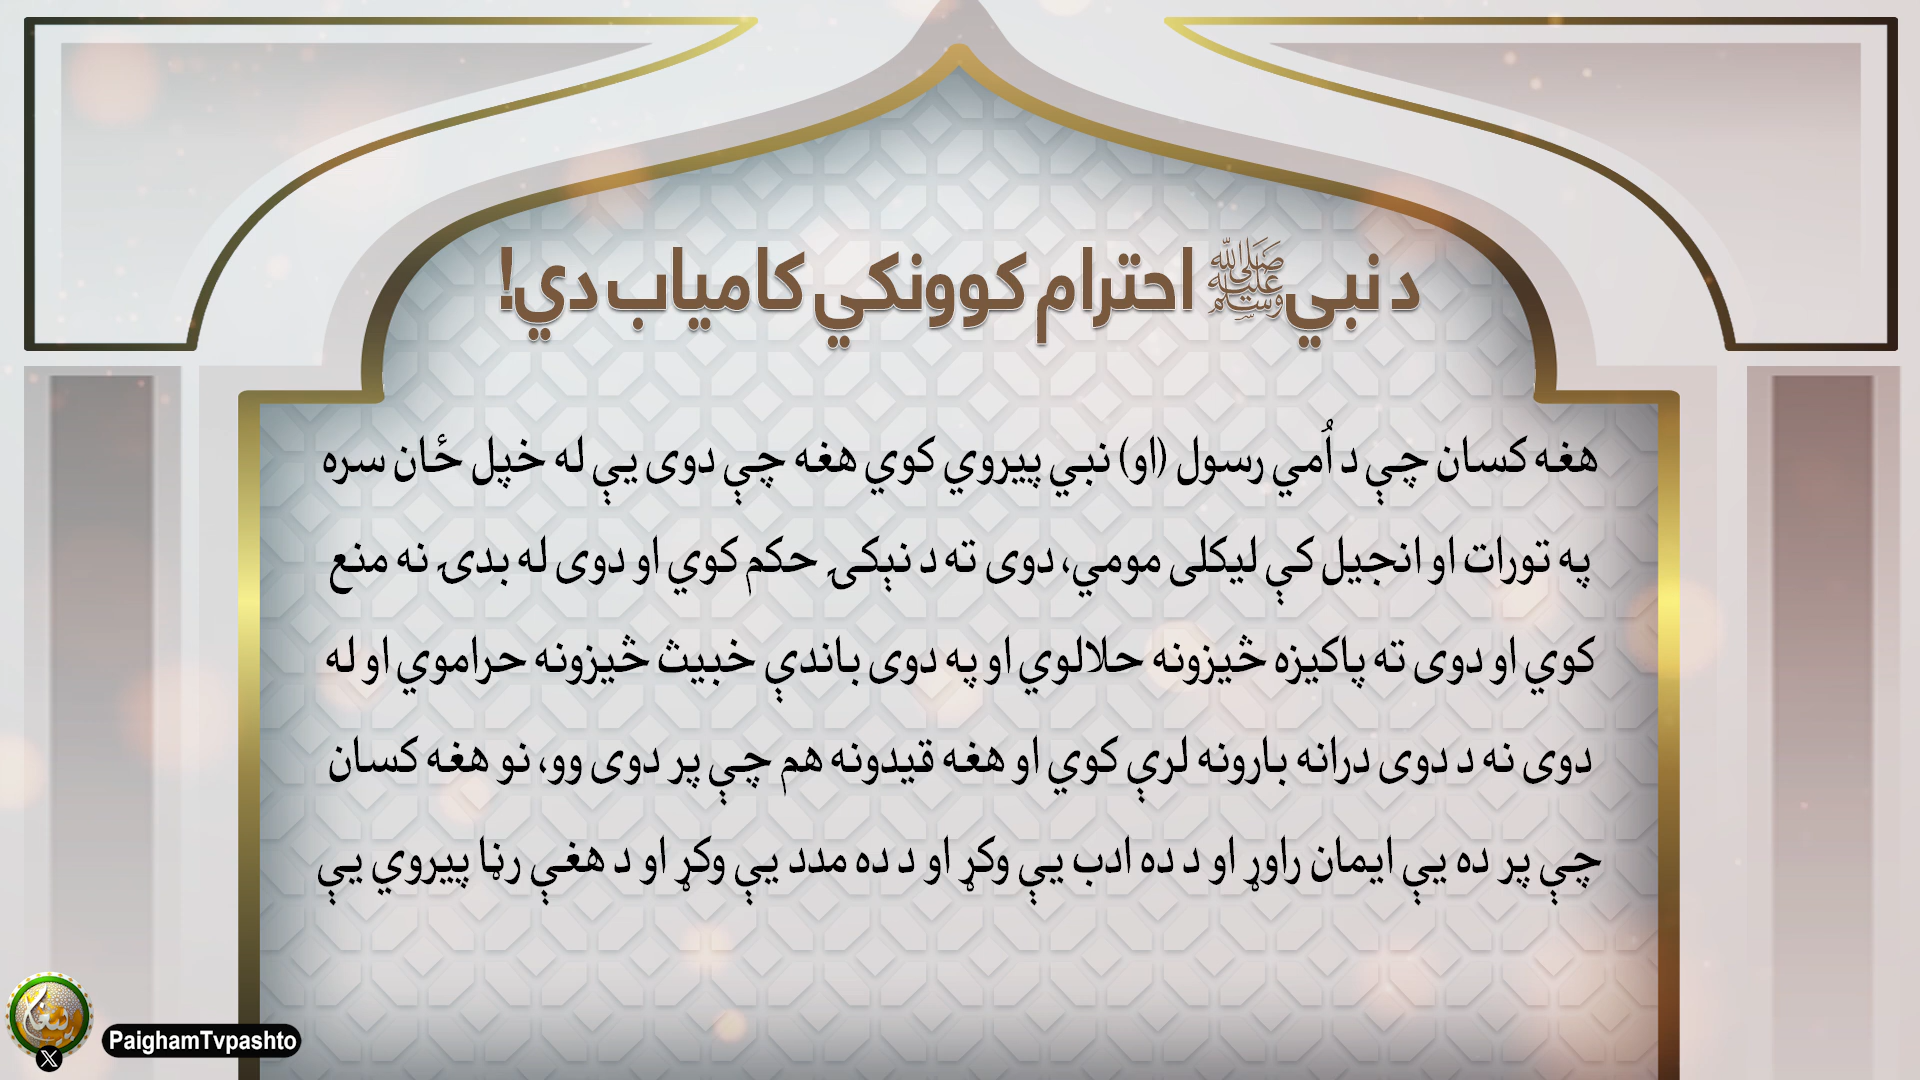 د نبيﷺ احترام کوونکي کامیاب دي!
هغه کسان چې د اُمي رسول (او) نبي پیروي کوي هغه چې دوی یې له خپل ځان سره
په تورات او انجیل کې لیکلی مومي، دوی ته د نېکۍ حکم کوي او دوی له بدۍ نه منع
کوي او دوی ته پاکیزه څیزونه حلالوي او په دوی باندې خبیث څیزونه حراموي او له
دوی نه د دوی درانه بارونه لرې کوي او هغه قیدونه هم چې پر دوی وو، نو هغه کسان
چې پر ده یې ایمان راوړ او د ده ادب یې وکړ او د ده مدد یې وکړ او د هغې رڼا پیروي یې
پیغام
PaighamTvpashto